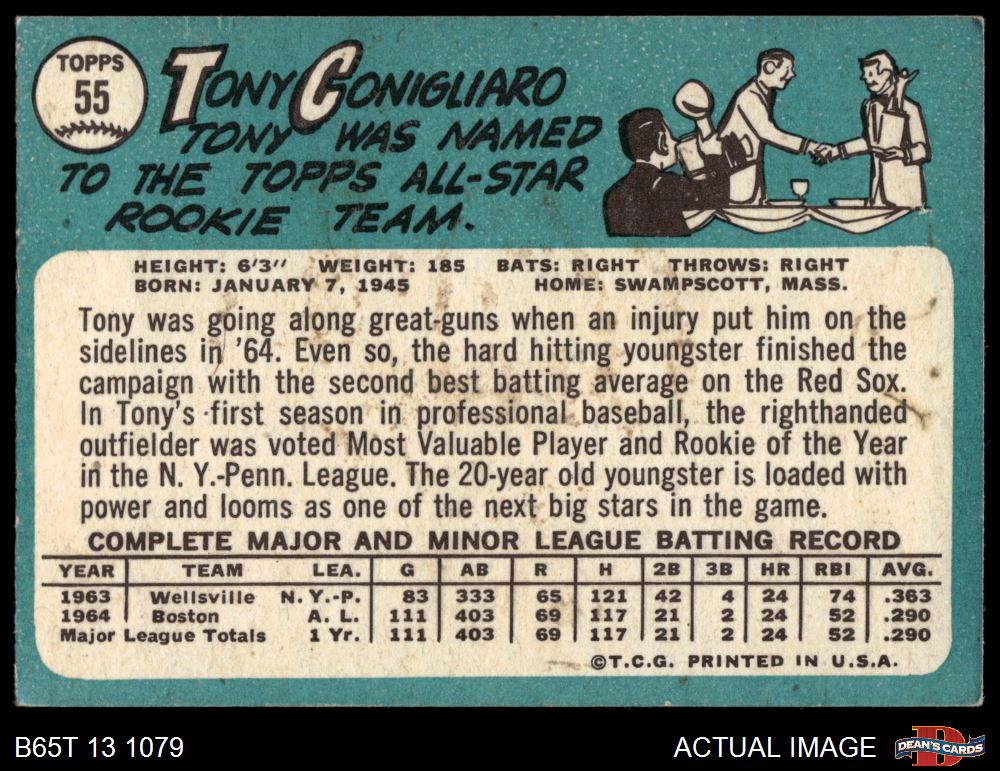 TOPPS
55
TONY CONIGLIARO
TONY WAS NAMED
TO THE TOPPS ALL-STAR
ROOKIE TEAM.
HEIGHT: 6'3" WEIGHT: 185 BATS: RIGHT THROWS: RIGHT
BORN: JANUARY 7, 1945 HOME: SWAMPSCOTT, MASS.
Tony was going along great-guns when an injury put him on the
sidelines in '64. Even so, the hard hitting youngster finished the
campaign with the second best batting average on the Red Sox.
In Tony's first season in professional baseball, the righthanded
outfielder was voted Most Valuable Player and Rookie of the Year
in the N. Y.-Penn. League. The 20-year old youngster is loaded with
power and looms as one of the next big stars in the game.
COMPLETE MAJOR AND MINOR LEAGUE BATTING RECORD
YEAR TEAM LEA. G AB R H 2B 3B HR RBI AVG.
1963 Wellsville N. Y.-P. 83 333 65 121 42 4 24 74 .363
1964 Boston A. L. 111 403 69 117 21 2 24 52 .290
Major League Totals 1 Yr. 111 403 69 117 21 2 24 52 .290
©T.C.G. PRINTED IN U.S.A.
B65T 13 1079
ACTUAL IMAGE
D
DEAN'S CARDS